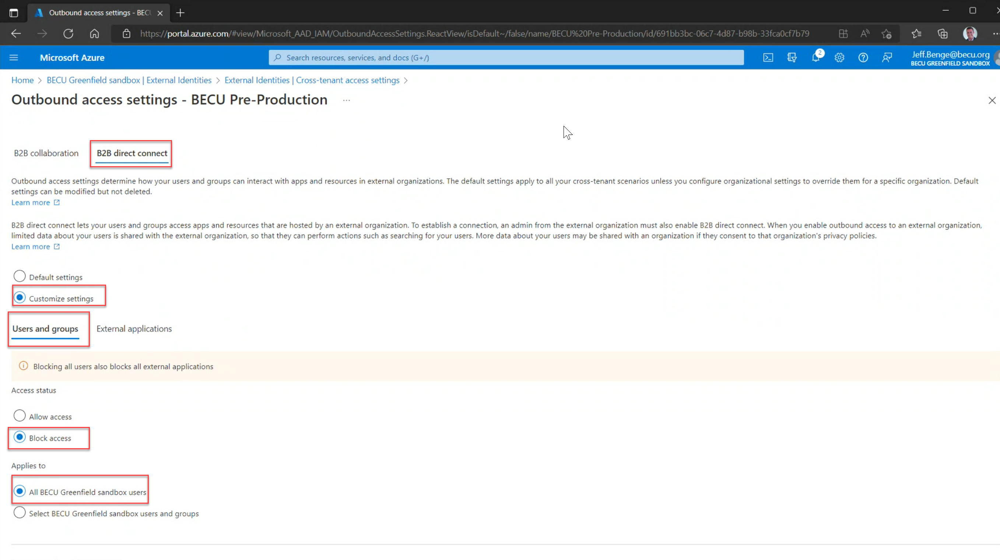 Outbound access settings - BECU
https://portal.azure.com/#view/Microsoft_AAD_IAM/OutboundAccessSettings.ReactView/isDefault~/false/name/BECU%20Pre-Production/id/691bb3bc-06c7-4d87-b98b-33fca0cf7b79
Microsoft Azure
Search resources, services, and docs (G+/)
2
Jeff.Benge@becu.org
BECU GREENFIELD SANDBOX
Home > BECU Greenfield sandbox | External Identities > External Identities | Cross-tenant access settings >
Outbound access settings - BECU Pre-Production ...
B2B collaboration
B2B direct connect
Outbound access settings determine how your users and groups can interact with apps and resources in external organizations. The default settings apply to all your cross-tenant scenarios unless you configure organizational settings to override them for a specific organization. Default
settings can be modified but not deleted.
Learn more
B2B direct connect lets your users and groups access apps and resources that are hosted by an external organization. To establish a connection, an admin from the external organization must also enable B2B direct connect. When you enable outbound access to an external organization,
limited data about your users is shared with the external organization, so that they can perform actions such as searching for your users. More data about your users may be shared with an organization if they consent to that organization's privacy policies.
Learn more
Default settings
Customize settings
Users and groups
External applications
Blocking all users also blocks all external applications
Access status
Allow access
Block access
Applies to
All BECU Greenfield sandbox users
Select BECU Greenfield sandbox users and groups